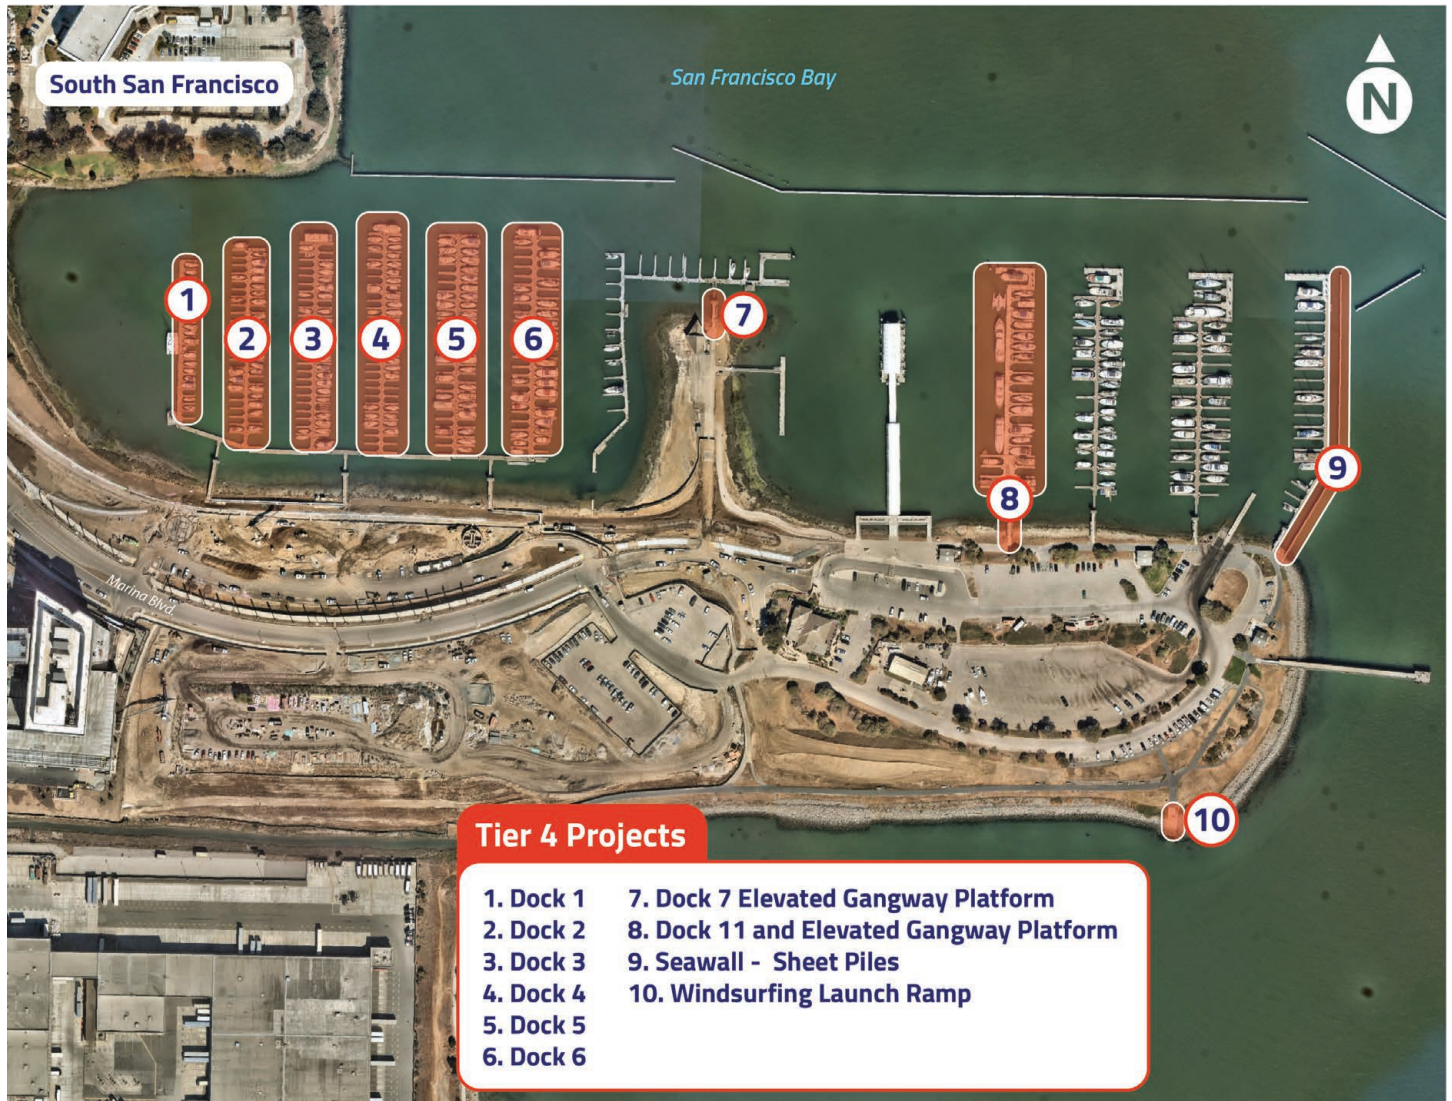 South San Francisco
San Francisco Bay
N
1
2
3
4
5
6
7
8
9
Marina Blvd.
10
Tier 4 Projects
1. Dock 1
2. Dock 2
3. Dock 3
4. Dock 4
5. Dock 5
6. Dock 6
7. Dock 7 Elevated Gangway Platform
8. Dock 11 and Elevated Gangway Platform
9. Seawall - Sheet Piles
10. Windsurfing Launch Ramp